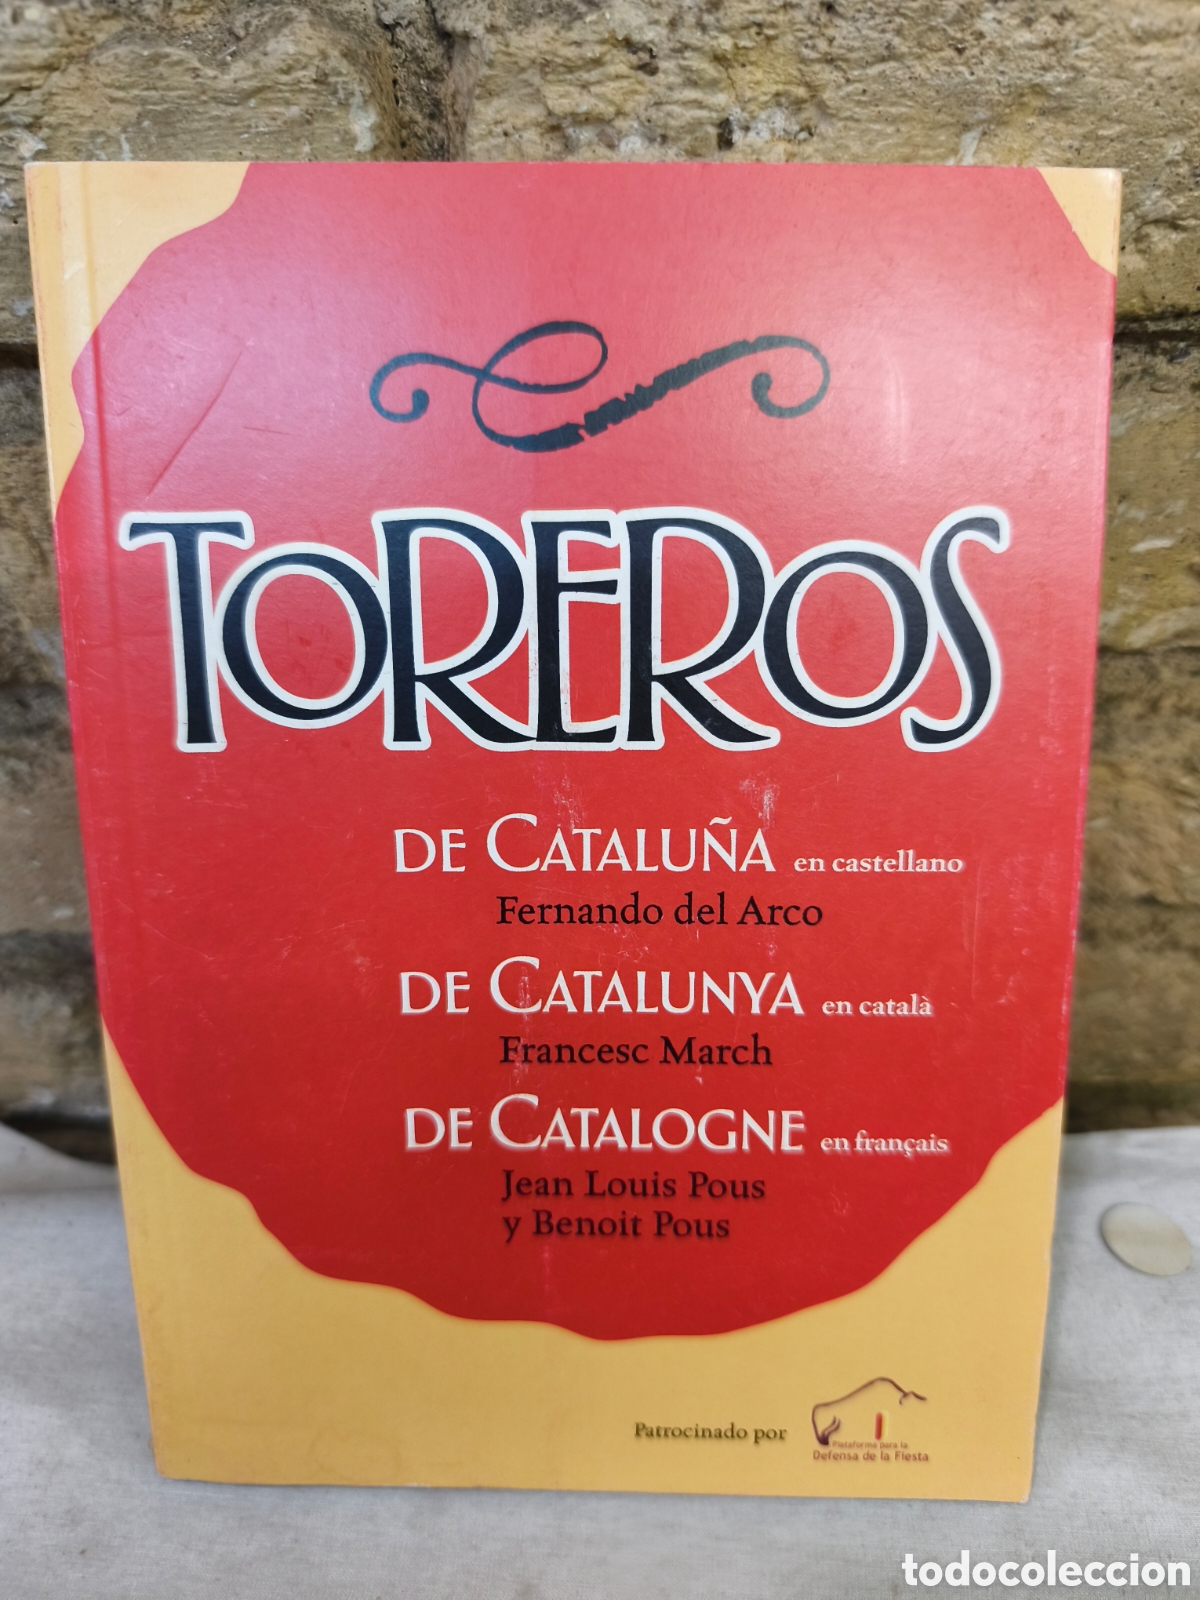 TOREROS
DE CATALUÑA en castellano
Fernando del Arco
DE CATALUNYA en català
Francesc March
DE CATALOGNE en français
Jean Louis Pous
y Benoit Pous
Patrocinado por
Plataforma para la
Defensa de la Fiesta
todocoleccion